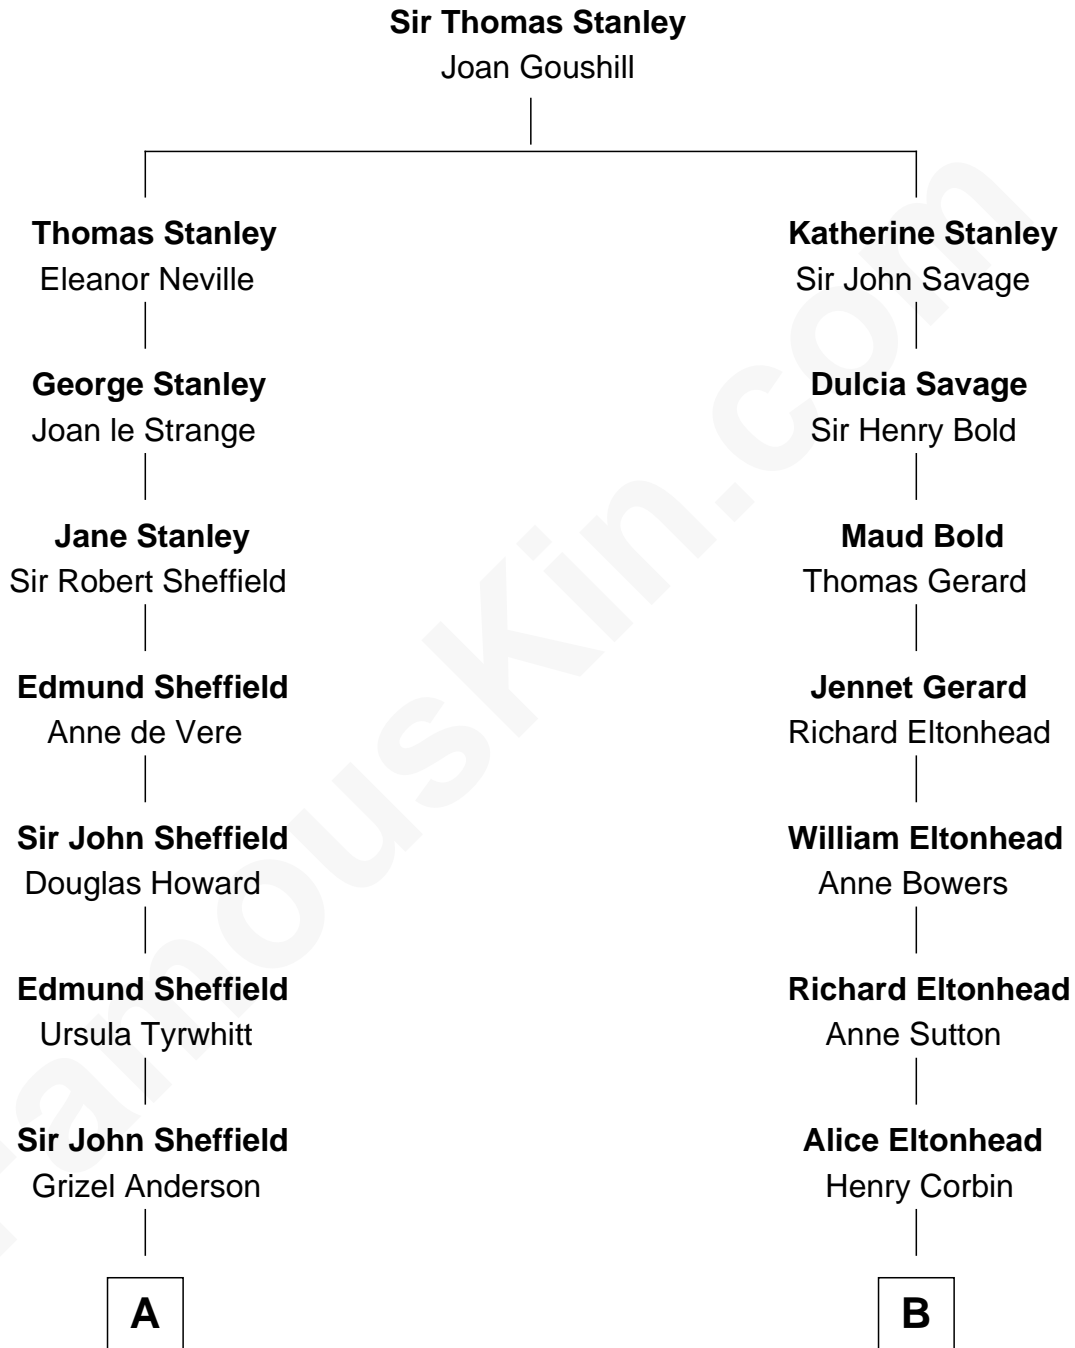 Sir Thomas Stanley
Joan Goushill
Thomas Stanley
Eleanor Neville
Katherine Stanley
Sir John Savage
George Stanley
Joan le Strange
Dulcia Savage
Sir Henry Bold
Jane Stanley
Sir Robert Sheffield
Maud Bold
Thomas Gerard
Edmund Sheffield
Anne de Vere
Jennet Gerard
Richard Eltonhead
Sir John Sheffield
Douglas Howard
William Eltonhead
Anne Bowers
Edmund Sheffield
Ursula Tyrwhitt
Richard Eltonhead
Anne Sutton
Sir John Sheffield
Grizel Anderson
Alice Eltonhead
Henry Corbin
A
B
FamousKin.com